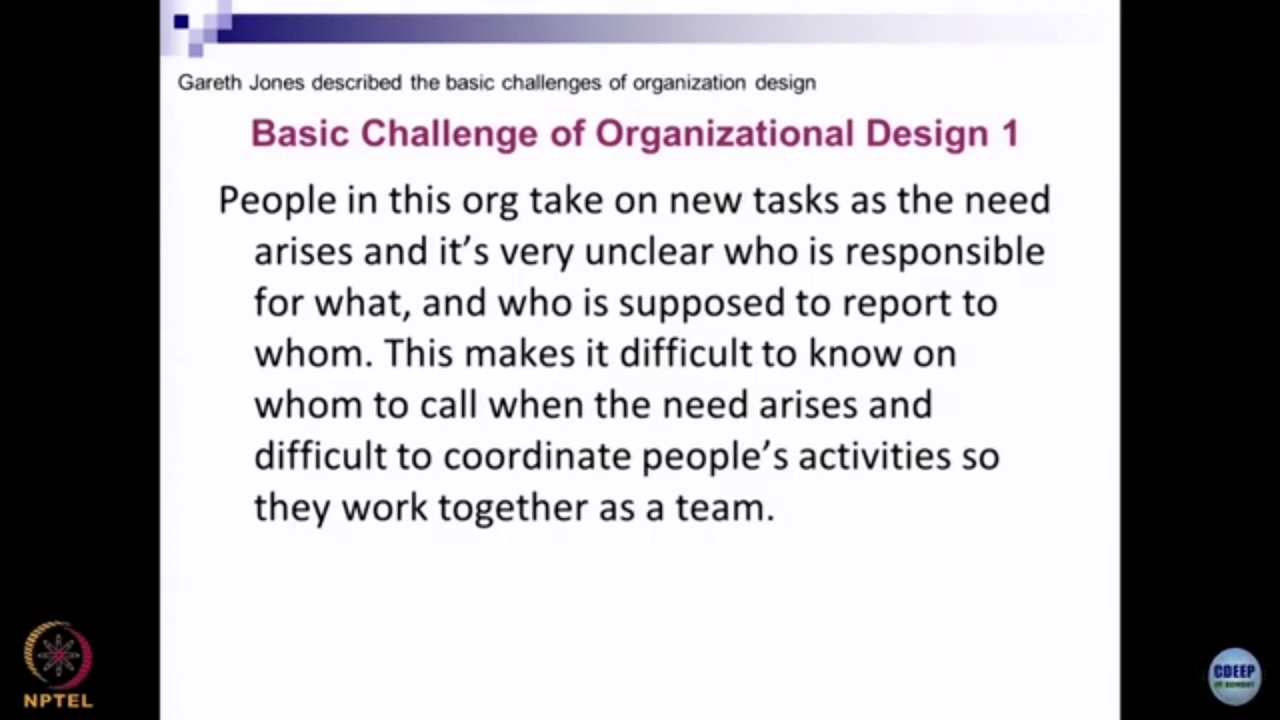 Gareth Jones described the basic challenges of organization design
Basic Challenge of Organizational Design 1
People in this org take on new tasks as the need
arises and it’s very unclear who is responsible
for what, and who is supposed to report to
whom. This makes it difficult to know on
whom to call when the need arises and
difficult to coordinate people’s activities so
they work together as a team.
NPTEL
CDEEP
IIT BOMBAY